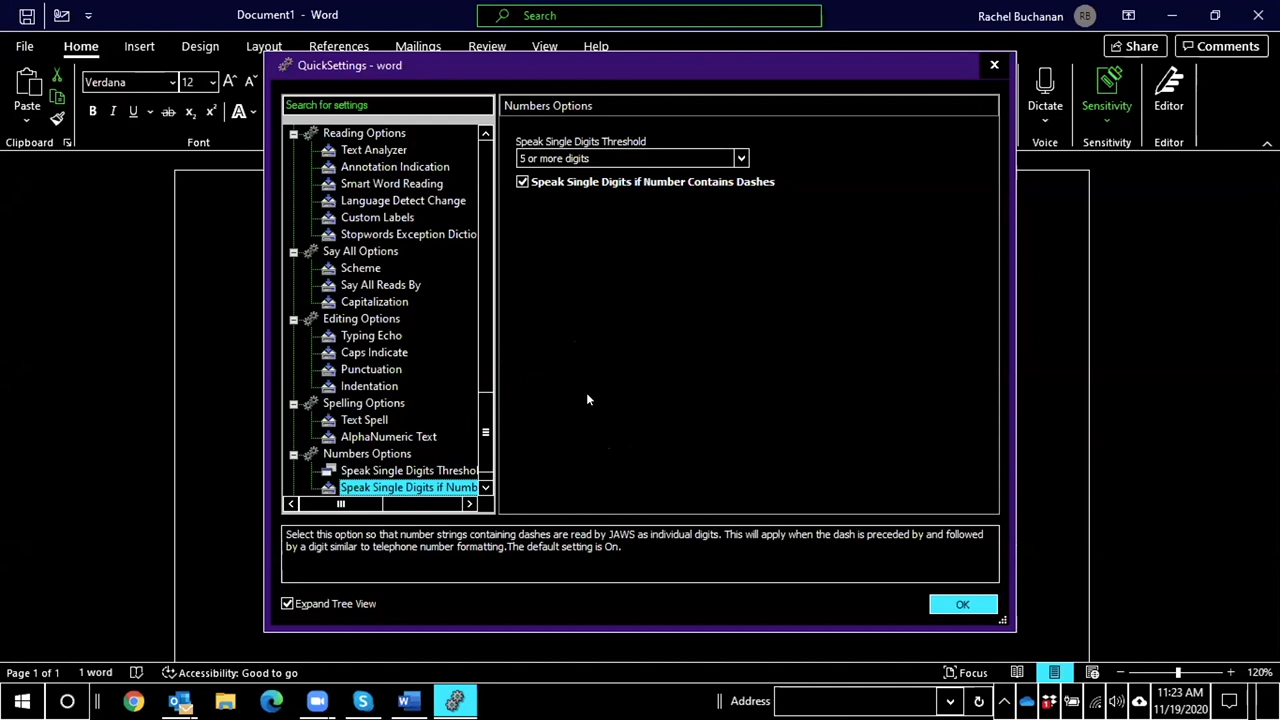 Document1 - Word
Search
Rachel Buchanan
RB
File
Home
Insert
Design
Layout
References
Mailings
Review
View
Help
Share
Comments
Paste
Verdana
12
B
I
U
ab
x2
x2
A
A
A
Clipboard
Font
Dictate
Voice
Sensitivity
Sensitivity
Editor
Editor
QuickSettings - word
Search for settings
Reading Options
Text Analyzer
Annotation Indication
Smart Word Reading
Language Detect Change
Custom Labels
Stopwords Exception Dictio
Say All Options
Scheme
Say All Reads By
Capitalization
Editing Options
Typing Echo
Caps Indicate
Punctuation
Indentation
Spelling Options
Text Spell
AlphaNumeric Text
Numbers Options
Speak Single Digits Threshol
Speak Single Digits if Numb
Numbers Options
Speak Single Digits Threshold
5 or more digits
Speak Single Digits if Number Contains Dashes
Select this option so that number strings containing dashes are read by JAWS as individual digits. This will apply when the dash is preceded by and followed
by a digit similar to telephone number formatting.The default setting is On.
Expand Tree View
OK
Page 1 of 1
1 word
Accessibility: Good to go
Focus
120%
Address
11:23 AM
11/19/2020